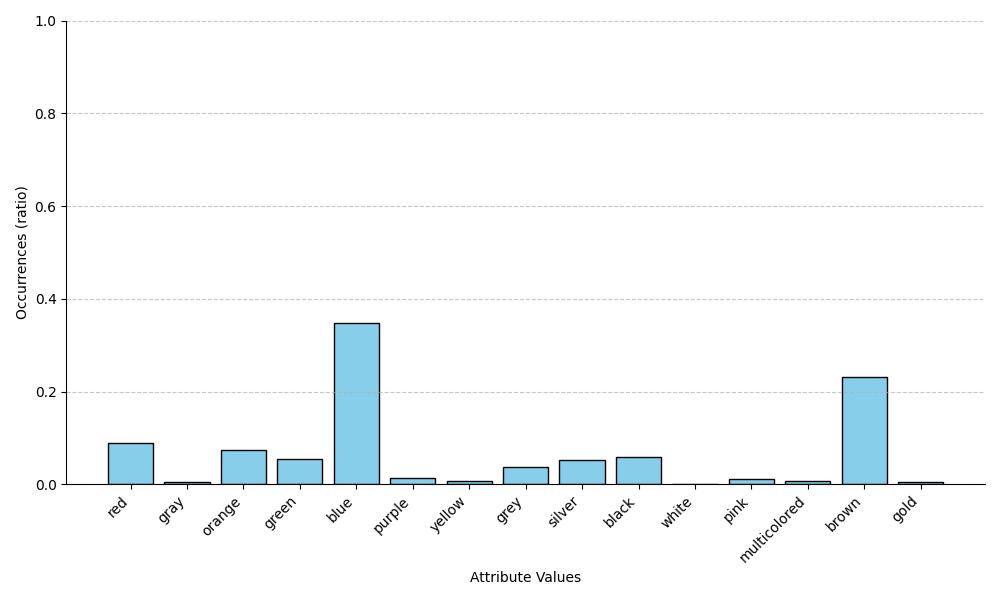 Occurrences (ratio)
1.0
0.8
0.6
0.4
0.2
0.0
red
gray
orange
green
blue
purple
yellow
grey
silver
black
white
pink
multicolored
brown
gold
Attribute Values